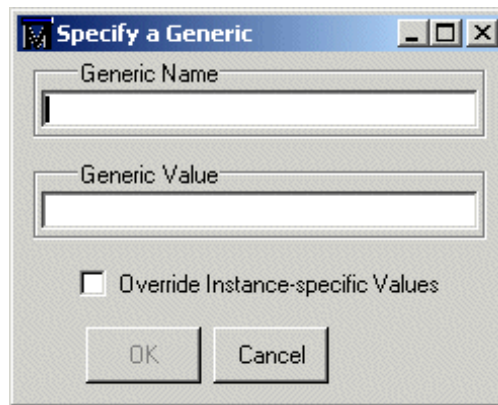 Specify a Generic
Generic Name
Generic Value
Override Instance-specific Values
OK Cancel